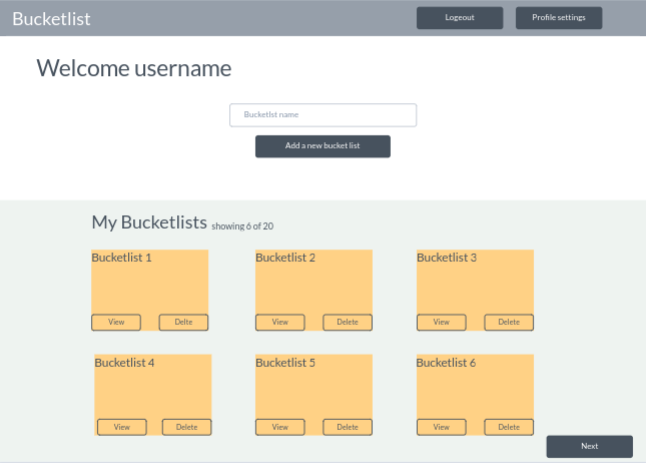 Bucketlist Logeout Profile settings
Welcome username
Bucketlst name
Add a new bucket list
My Bucketlists showing 6 of 20
Bucketlist 1 Bucketlist 2 Bucketlist 3
View Delte View Delete View Delete
Bucketlist 4 Bucketlist 5 Bucketlist 6
View Delete View Delete View Delete
Next